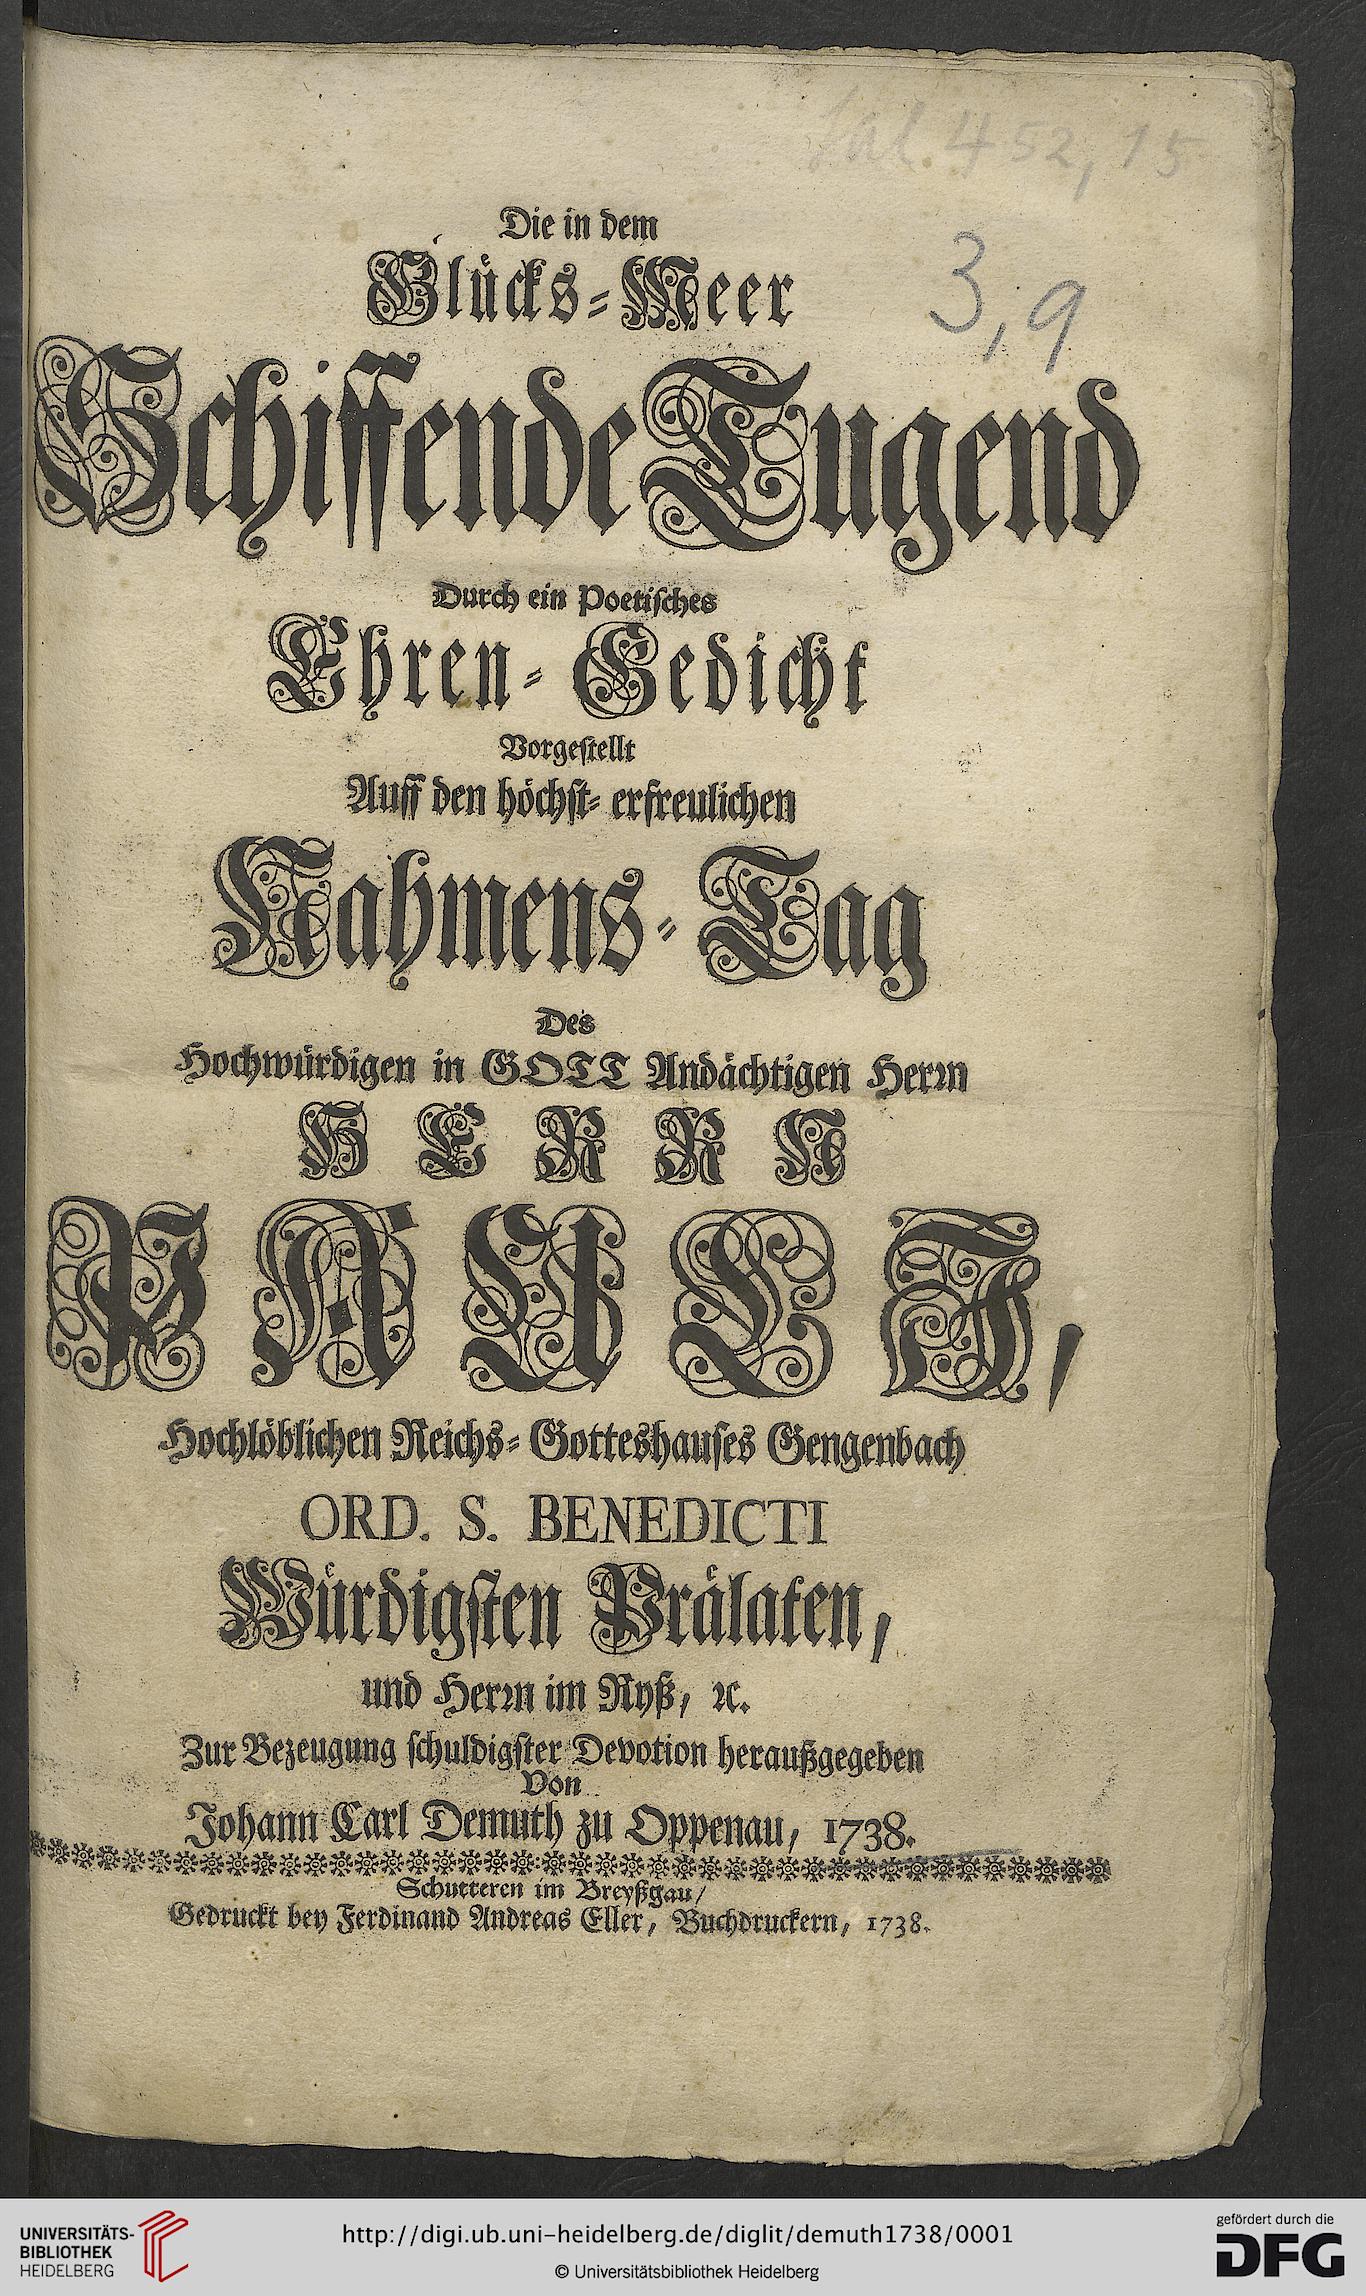 Sal 452, 15
3,9
Die in dem
Glücks-Meer
Schiffende Tugend
Durch ein Poetisches
Ehren-Gedicht
Vorgestellt
Auff den höchst-erfreulichen
Nahmens-Tag
Des
Hochwürdigen in GOTT Andächtigen Herrn
HERRN
PAULI,
Hochlöblichen Reichs-Gotteshauses Gengenbach
ORD. S. BENEDICTI
Würdigsten Prälaten,
und Herrn im Ryß, ꝛc.
Zur Bezeugung schuldigster Devotion heraußgegeben
Von
Johann Carl Demuth zu Oppenau, 1738.
Schutteren im Breyßgau/
Gedruckt bey Ferdinand Andreas Eller, Buchdruckern, 1738.
UNIVERSITÄTS-
BIBLIOTHEK
HEIDELBERG
http://digi.ub.uni-heidelberg.de/diglit/demuth1738/0001
© Universitätsbibliothek Heidelberg
gefördert durch die
DFG